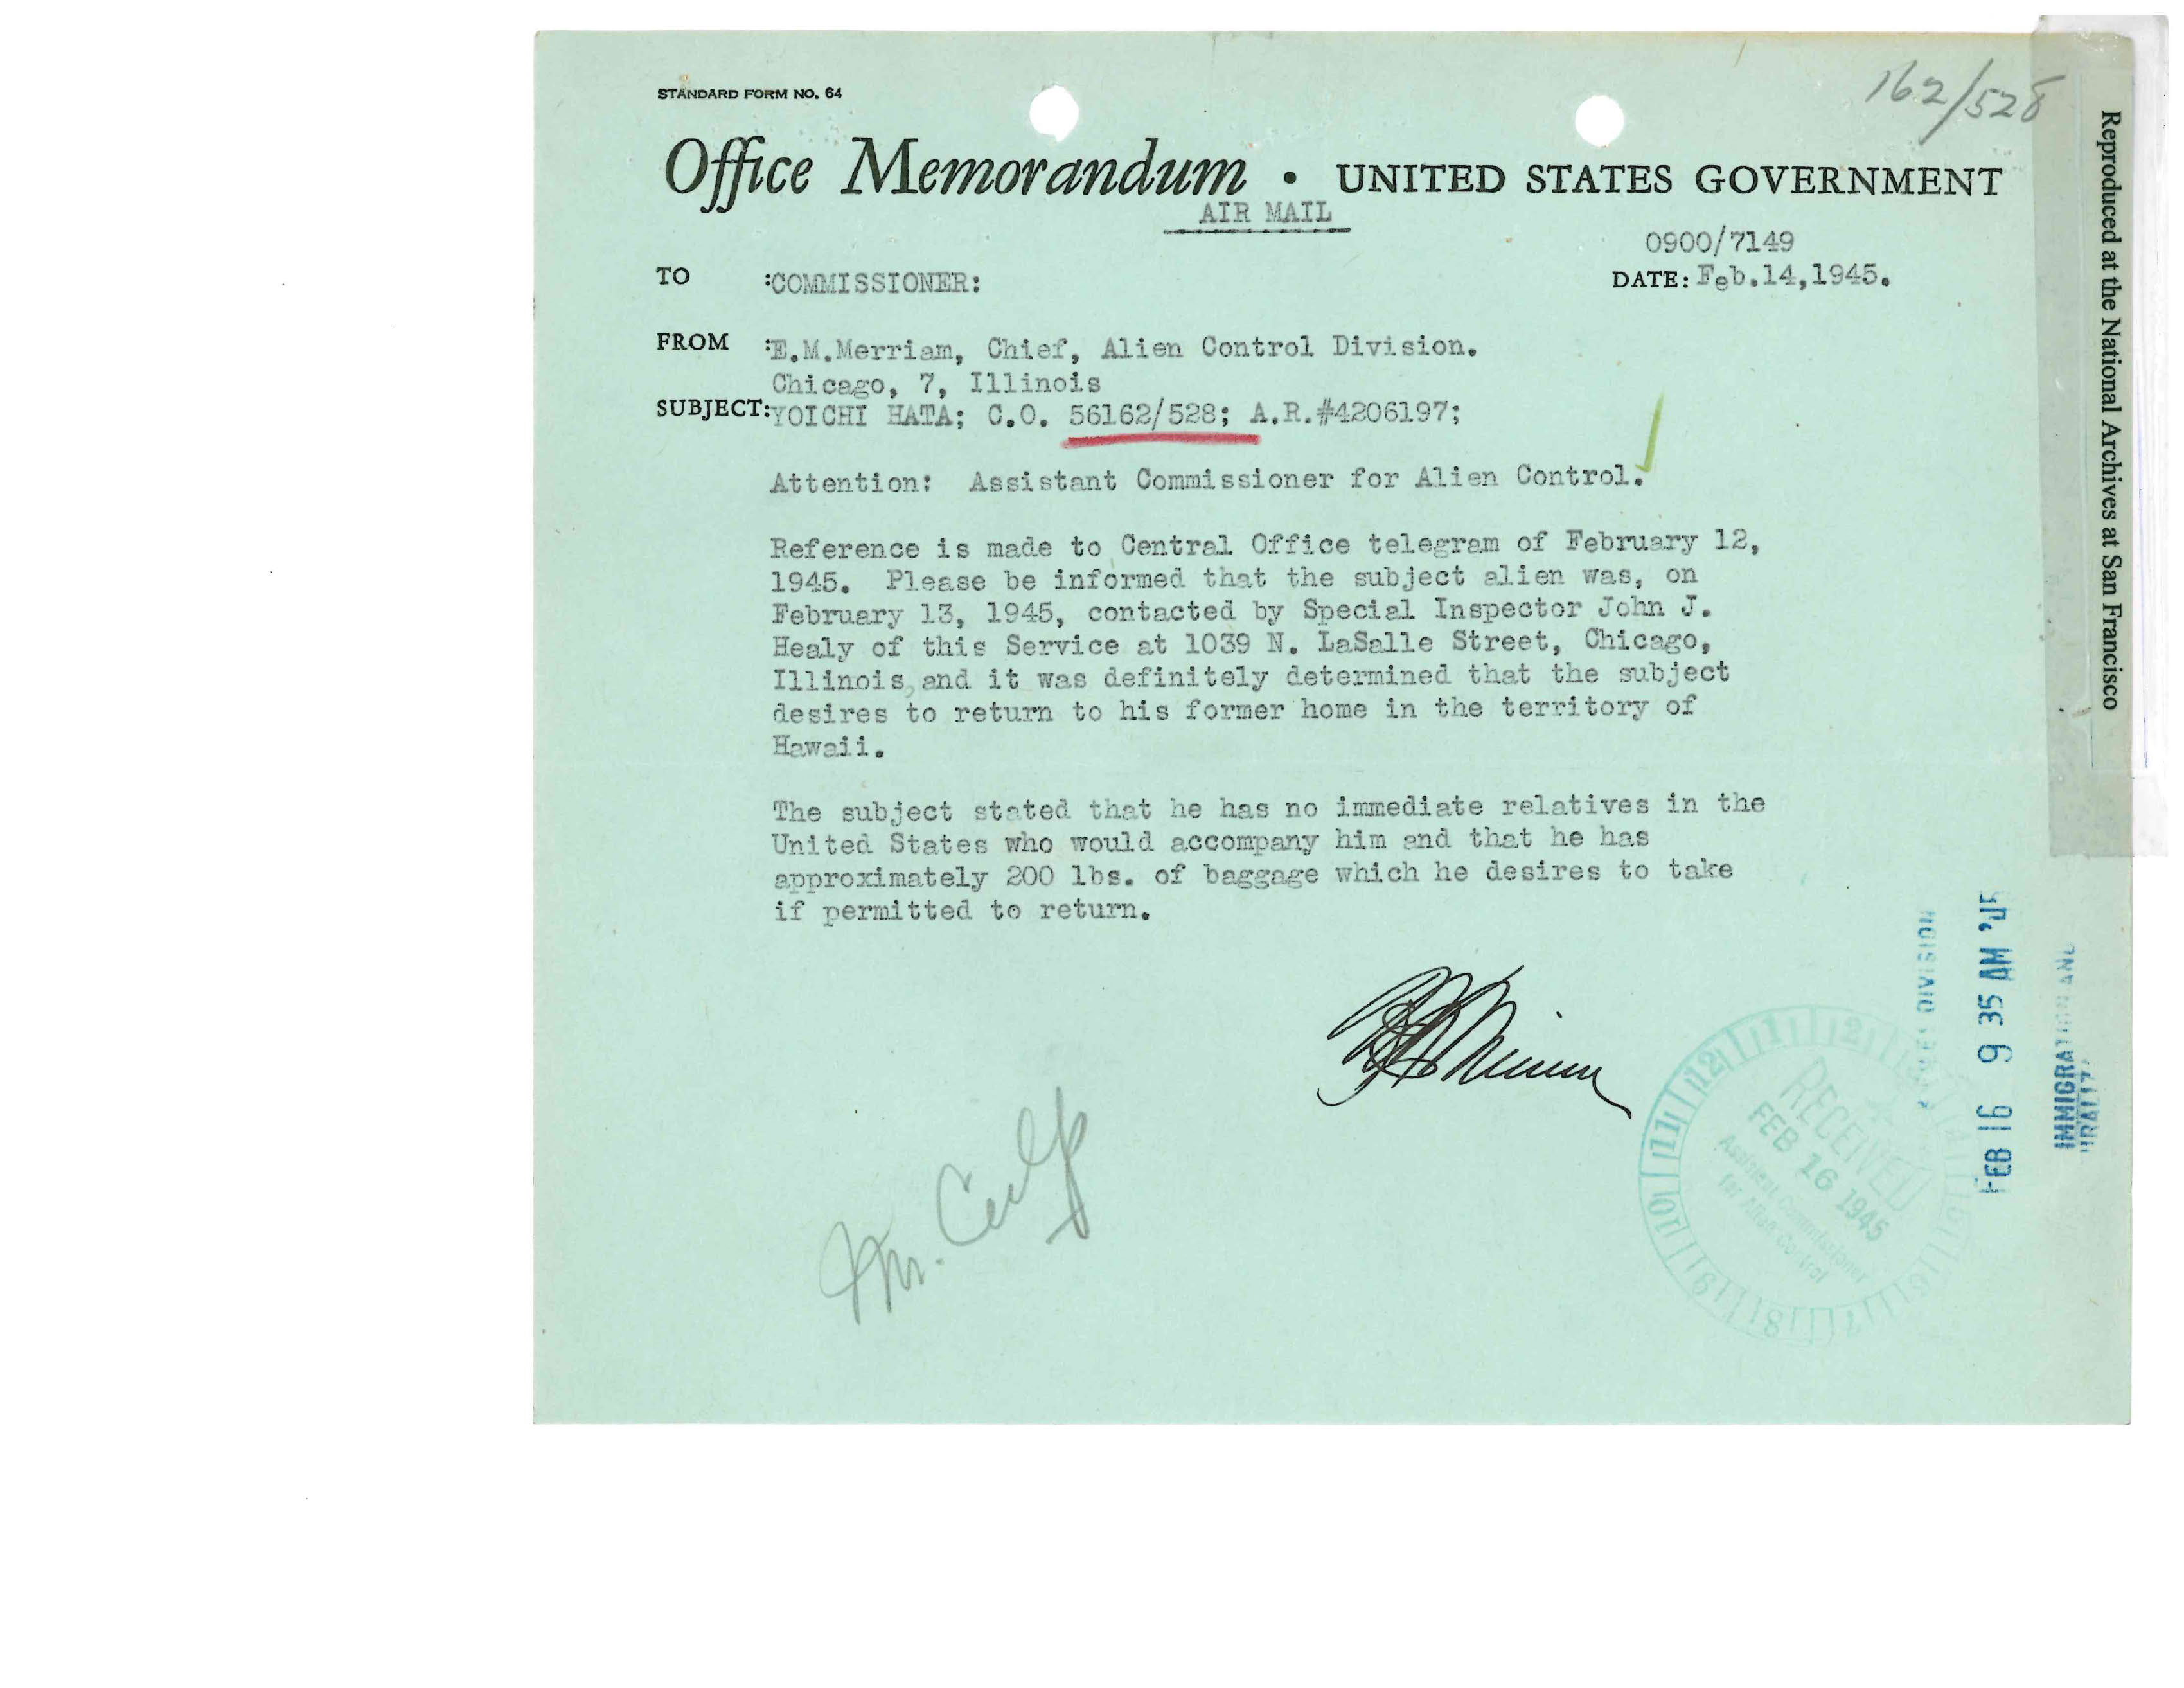 162/528
STANDARD FORM NO. 64
Office Memorandum • UNITED STATES GOVERNMENT
AIR MAIL
0900/7149
TO :COMMISSIONER: DATE: Feb.14,1945.
FROM :E.M.Merriam, Chief, Alien Control Division.
Chicago, 7, Illinois
SUBJECT:YOICHI HATA; C.O. 56162/528; A.R.#4206197;
Attention: Assistant Commissioner for Alien Control.
Reference is made to Central Office telegram of February 12,
1945. Please be informed that the subject alien was, on
February 13, 1945, contacted by Special Inspector John J.
Healy of this Service at 1039 N. LaSalle Street, Chicago,
Illinois, and it was definitely determined that the subject
desires to return to his former home in the territory of
Hawaii.
The subject stated that he has no immediate relatives in the
United States who would accompany him and that he has
approximately 200 lbs. of baggage which he desires to take
if permitted to return.
Mr. Culp
RECEIVED
FEB 16 1945
Assistant Commissioner
for Alien Control
DIVISION
FEB 16 9 35 AM '45
IMMIGRATION AND
Reproduced at the National Archives at San Francisco